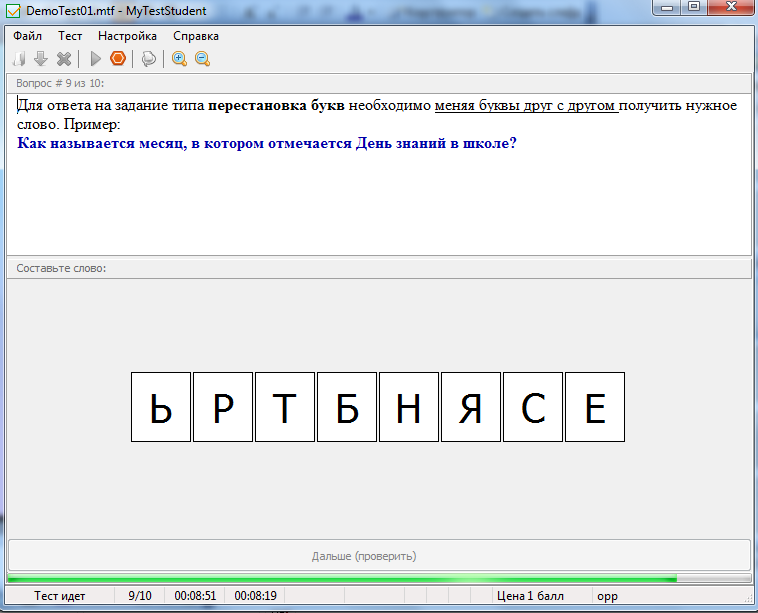 DemoTest01.mtf - MyTestStudent
Файл Тест Настройка Справка
Вопрос # 9 из 10:
Для ответа на задание типа перестановка букв необходимо меняя буквы друг с другом получить нужное
слово. Пример:
Как называется месяц, в котором отмечается День знаний в школе?
Составьте слово:
Ь Р Т Б Н Я С Е
Дальше (проверить)
Тест идет 9/10 00:08:51 00:08:19 Цена 1 балл opp